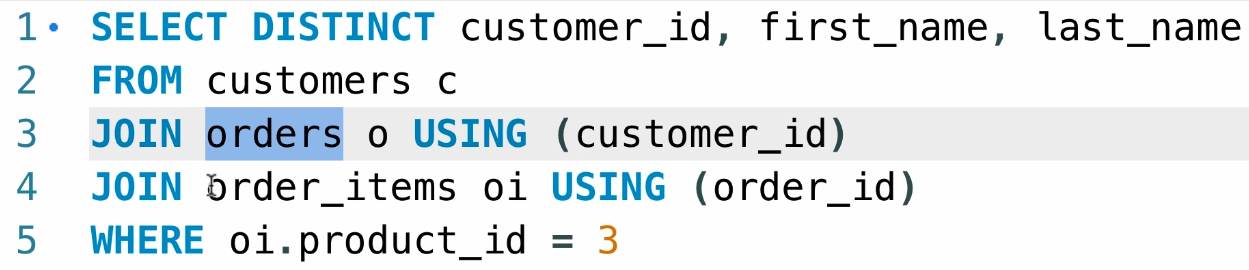 1 SELECT DISTINCT customer_id, first_name, last_name
2 FROM customers c
3 JOIN orders o USING (customer_id)
4 JOIN order_items oi USING (order_id)
5 WHERE oi.product_id = 3